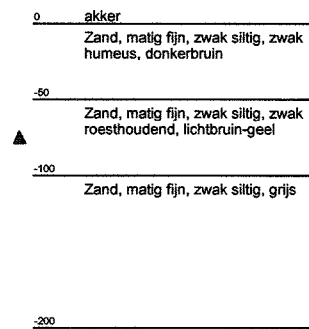 0 akker
Zand, matig fijn, zwak siltig, zwak
humeus, donkerbruin
-50
Zand, matig fijn, zwak siltig, zwak
roesthoudend, lichtbruin-geel
-100
Zand, matig fijn, zwak siltig, grijs
-200